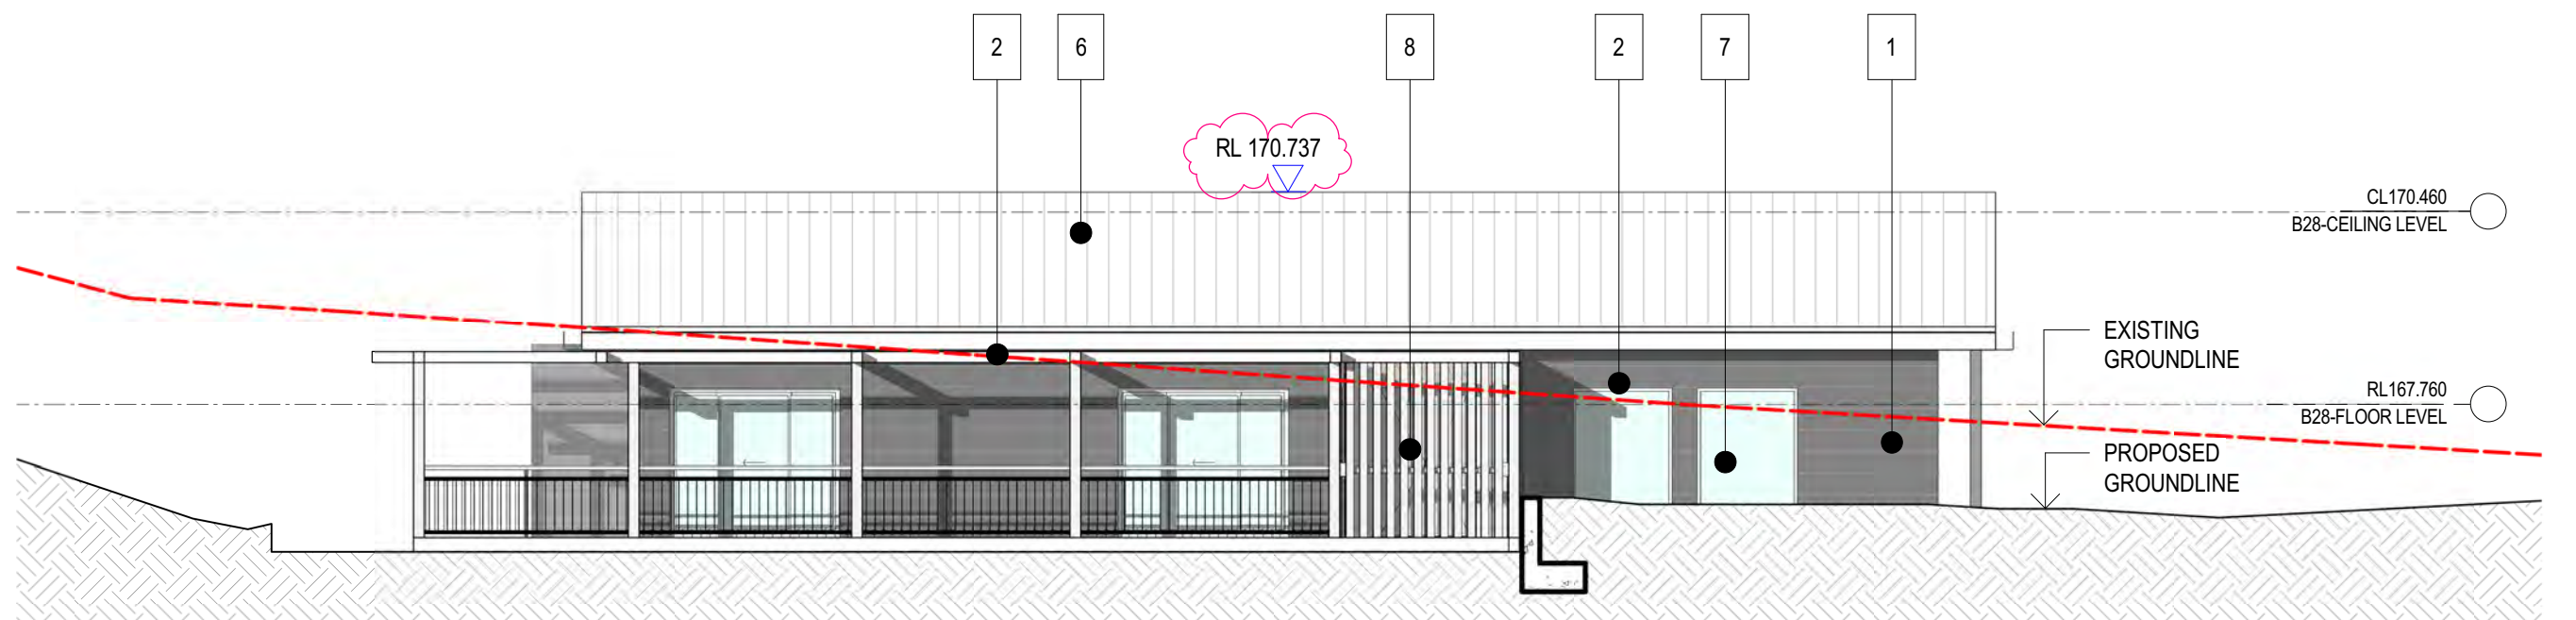 2
6
8
2
7
1
RL 170.737
CL170.460
B28-CEILING LEVEL
EXISTING
GROUNDLINE
RL167.760
B28-FLOOR LEVEL
PROPOSED
GROUNDLINE